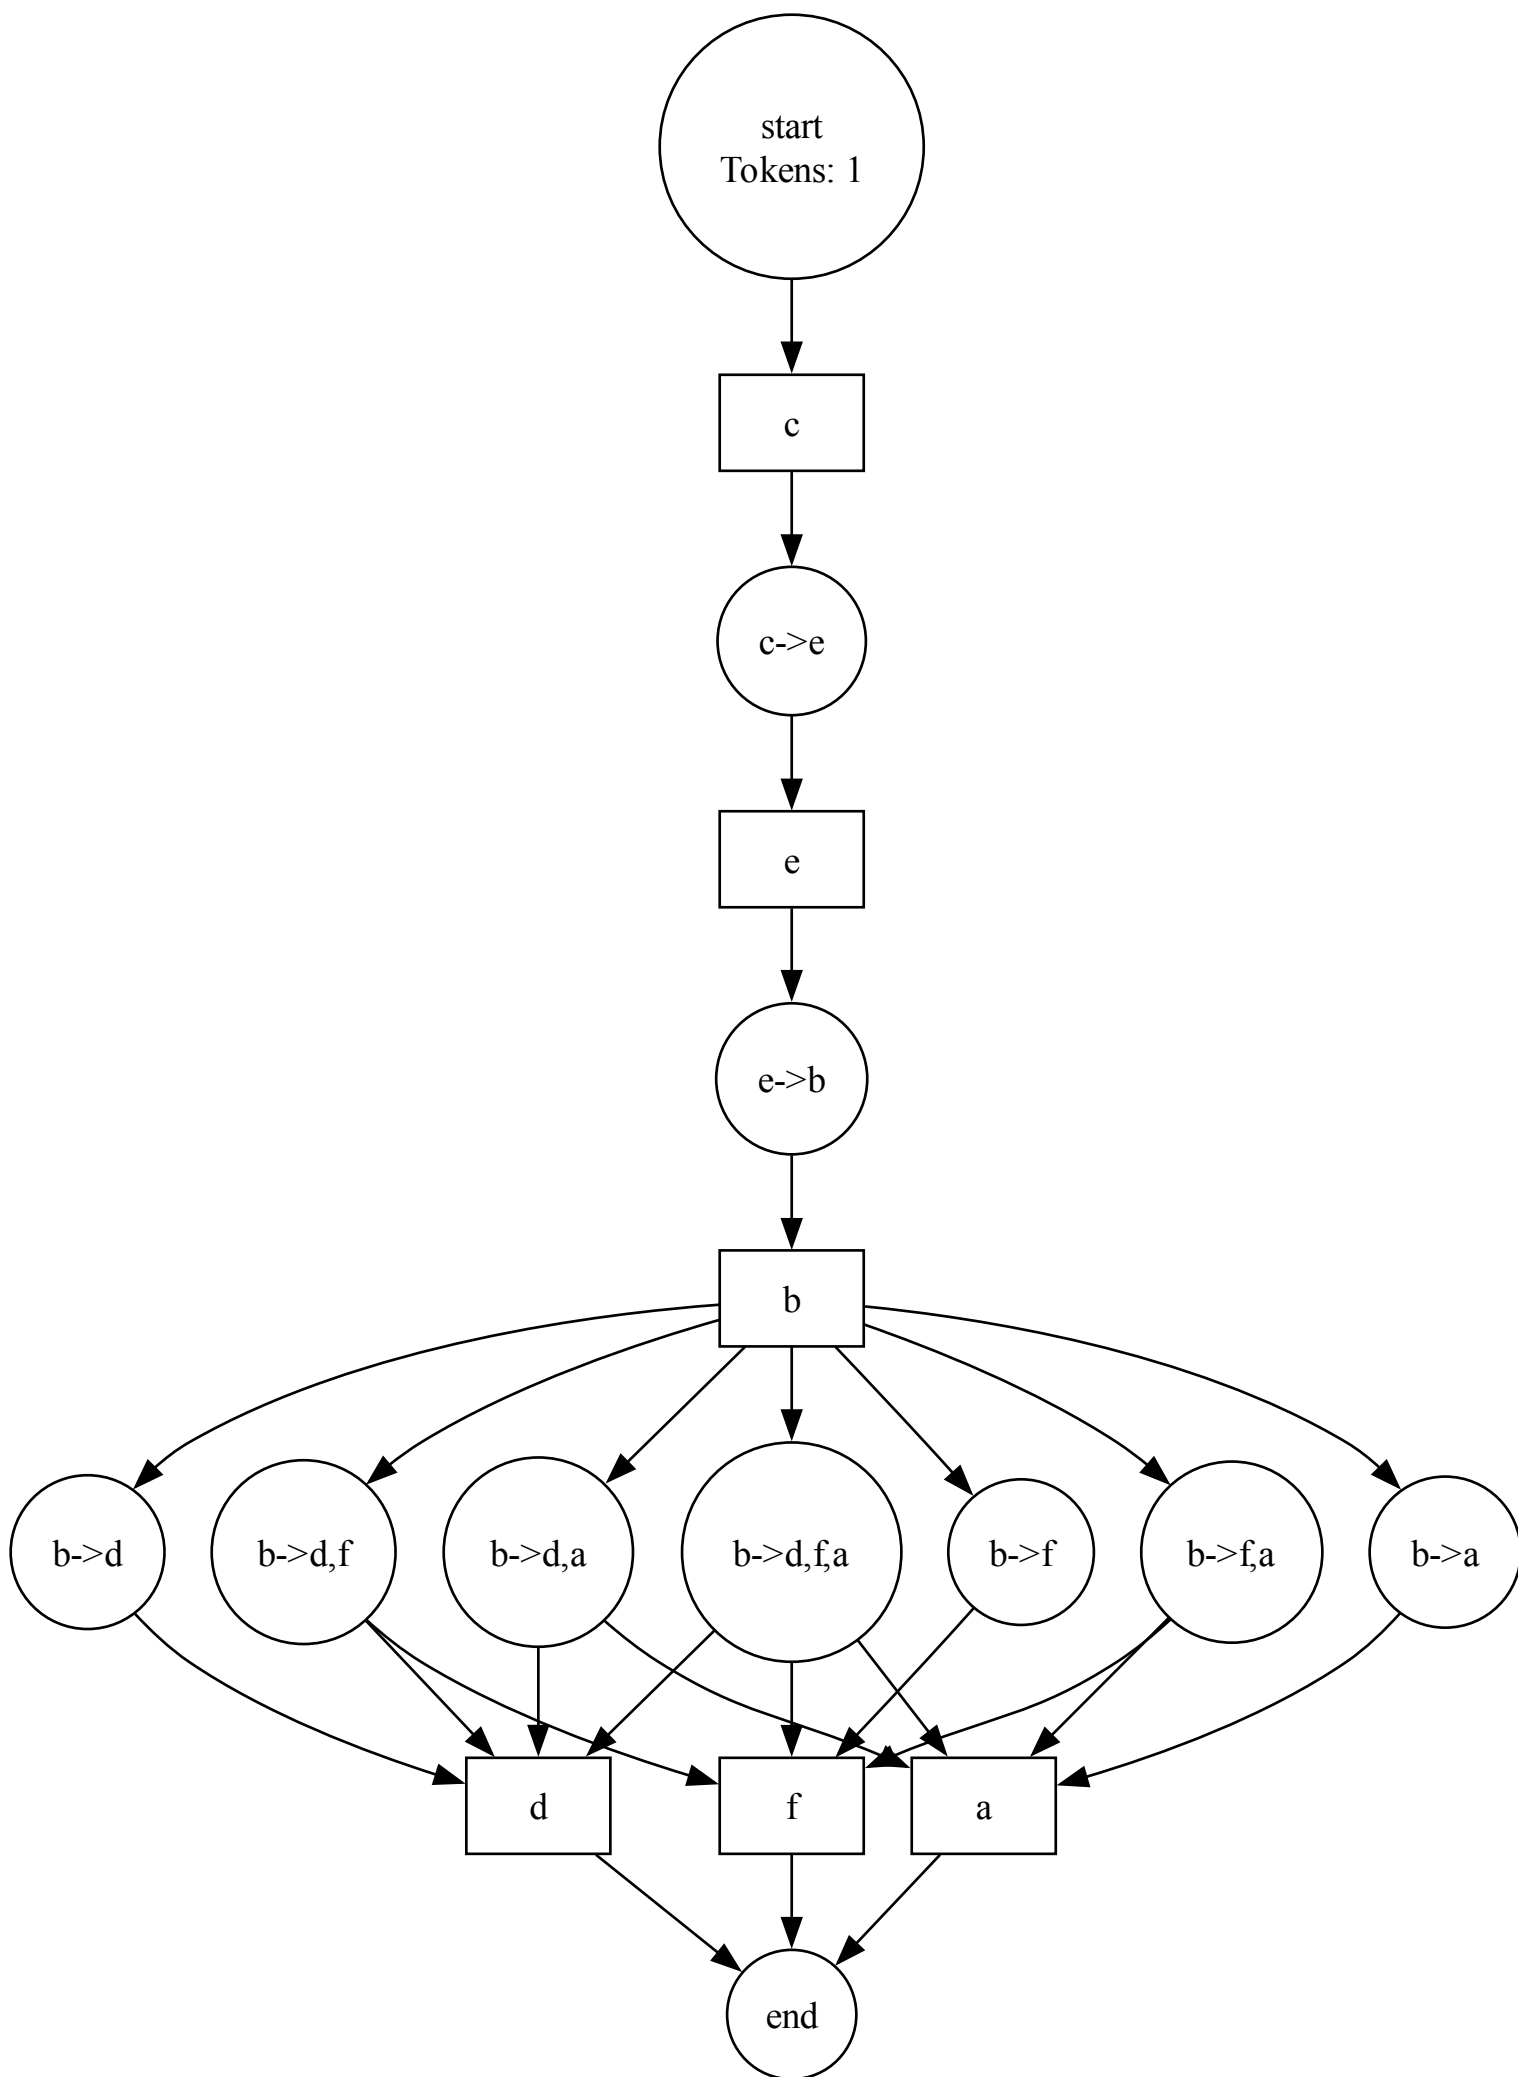 start
Tokens: 1
c
c->e
e
e->b
b
b->d
b->d,f
b->d,a
b->d,f,a
b->f
b->f,a
b->a
d
f
a
end